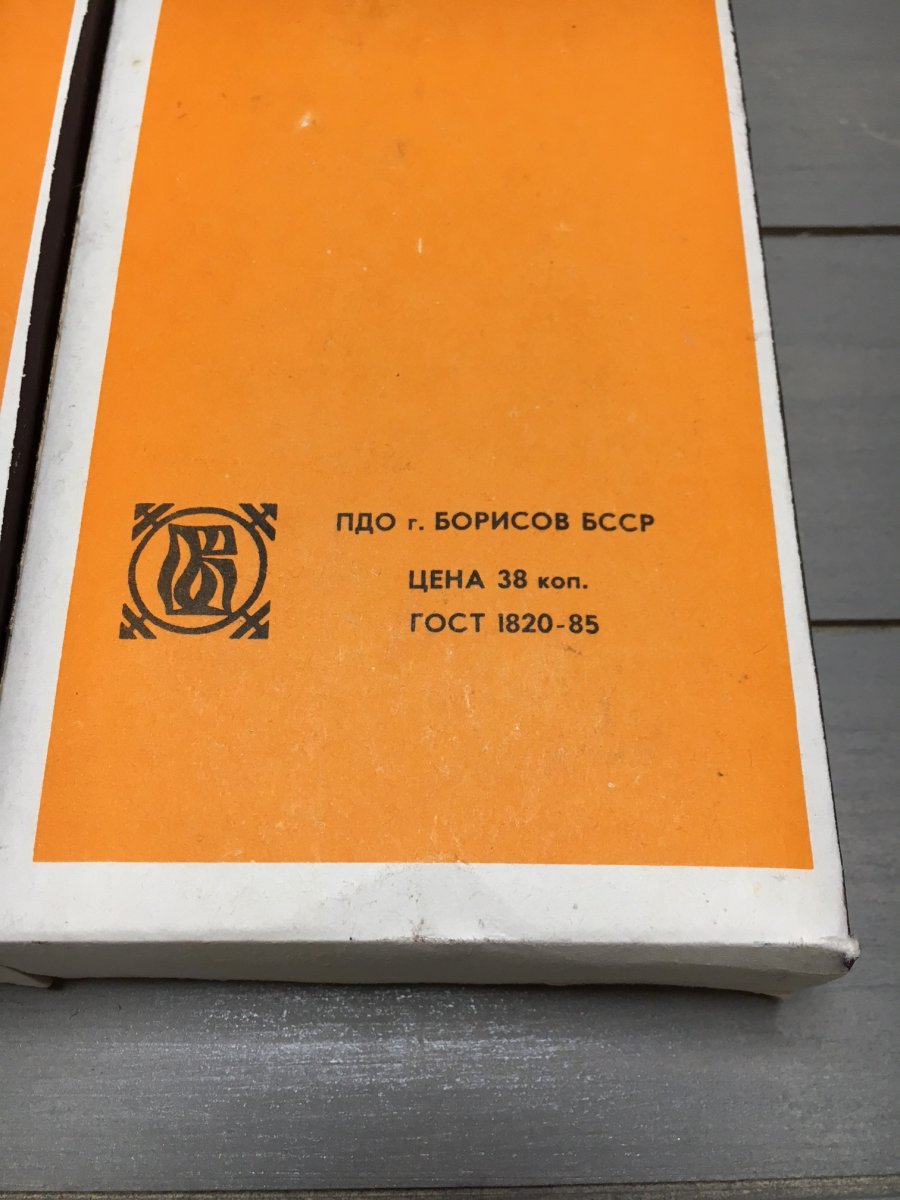 ПДО г. БОРИСОВ БССР
ЦЕНА 38 коп.
ГОСТ 1820-85